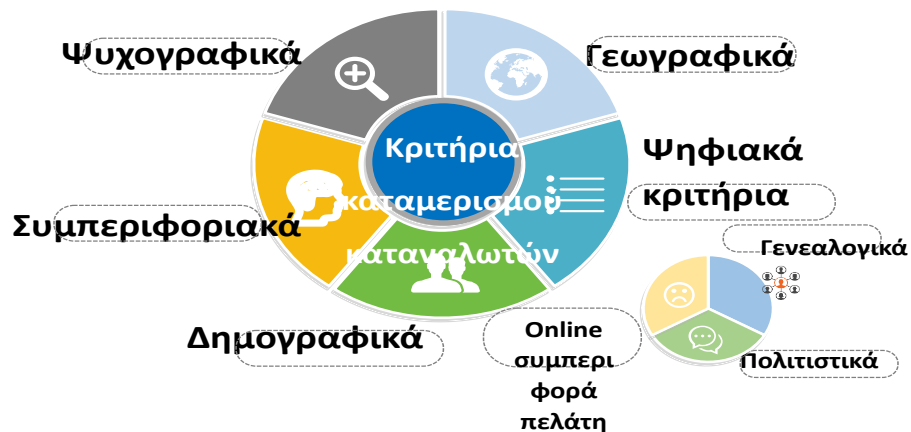 Ψυχογραφικά
Γεωγραφικά
Κριτήρια
καταμερισμού
καταναλωτών
Ψηφιακά
κριτήρια
Συμπεριφοριακά
Γενεαλογικά
Δημογραφικά
Online
συμπερι
φορά
πελάτη
Πολιτιστικά